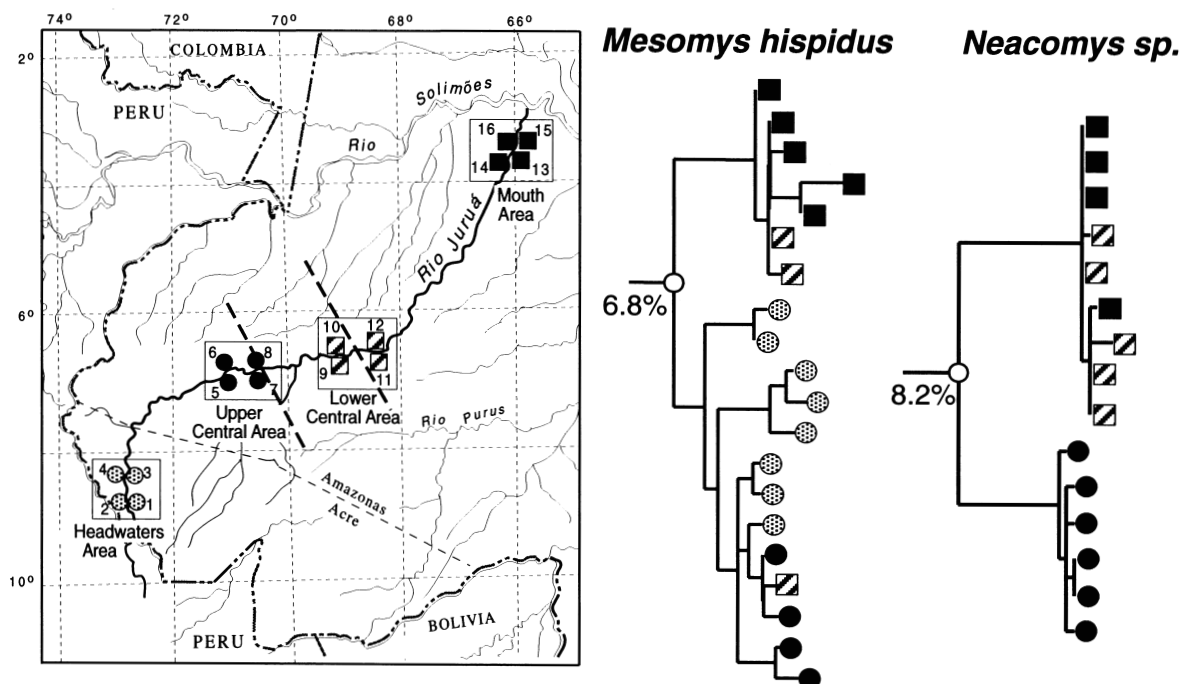 74° 72° 70° 68° 66°
2°
6°
10°
COLOMBIA
PERU
Solimões
Rio
16 15
14 13
Mouth
Area
Rio Juruá
10 12
9 11
Lower
Central Area
6 8
5 7
Upper
Central Area
Rio Purus
4 3
2 1
Headwaters
Area
Amazonas
Acre
PERU
BOLIVIA
Mesomys hispidus
6.8%
Neacomys sp.
8.2%